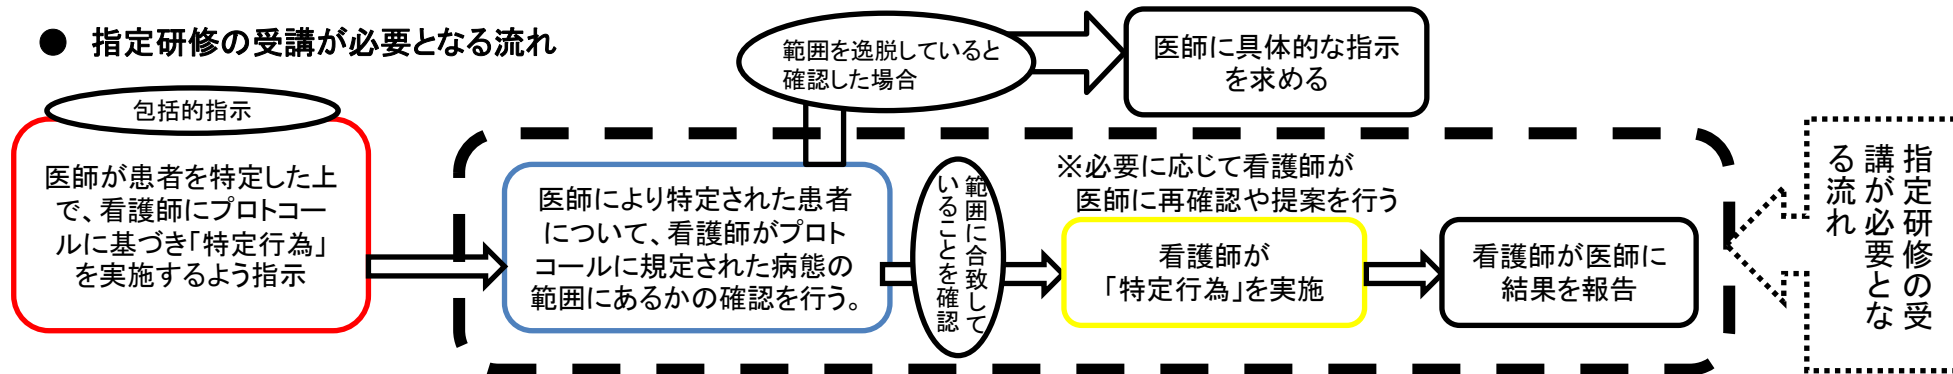 ● 指定研修の受講が必要となる流れ
包括的指示
医師が患者を特定した上
で、看護師にプロトコー
ルに基づき「特定行為」
を実施するよう指示
範囲を逸脱していると
確認した場合
医師に具体的な指示
を求める
医師により特定された患者
について、看護師がプロト
コールに規定された病態の
範囲にあるかの確認を行う。
範囲に合致して
いることを確認
※必要に応じて看護師が
医師に再確認や提案を行う
看護師が
「特定行為」を実施
看護師が医師に
結果を報告
指定研修の受
講が必要とな
る流れ